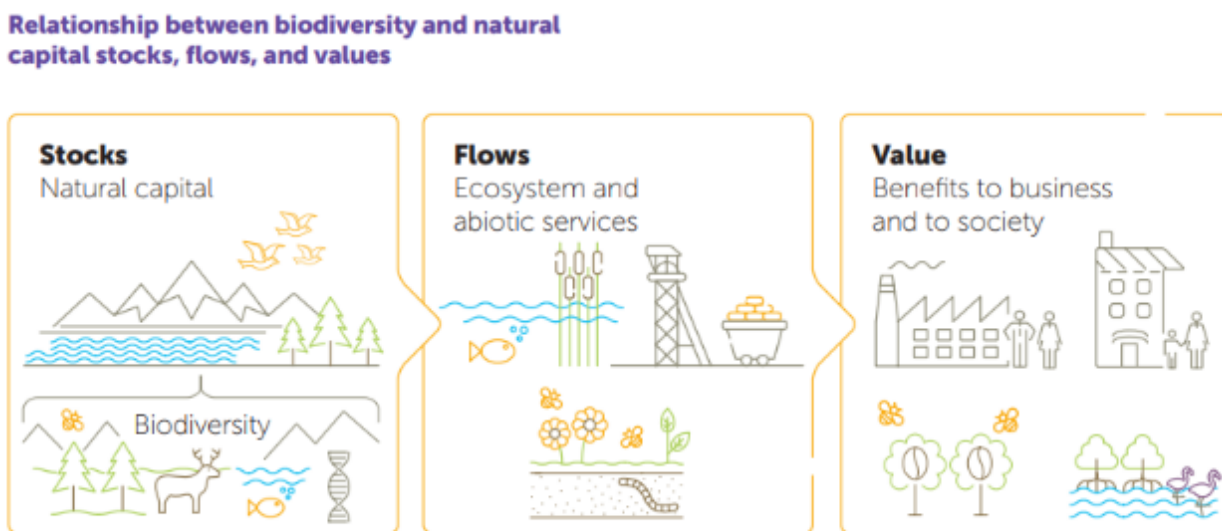 Relationship between biodiversity and natural
capital stocks, flows, and values
Stocks
Natural capital
Biodiversity
Flows
Ecosystem and
abiotic services
Value
Benefits to business
and to society